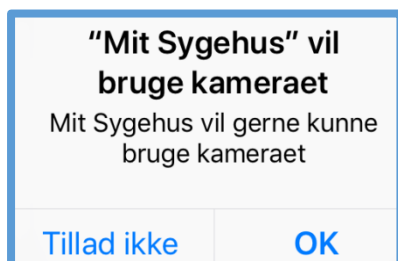 “Mit Sygehus” vil
bruge kameraet
Mit Sygehus vil gerne kunne
bruge kameraet
Tillad ikke
OK